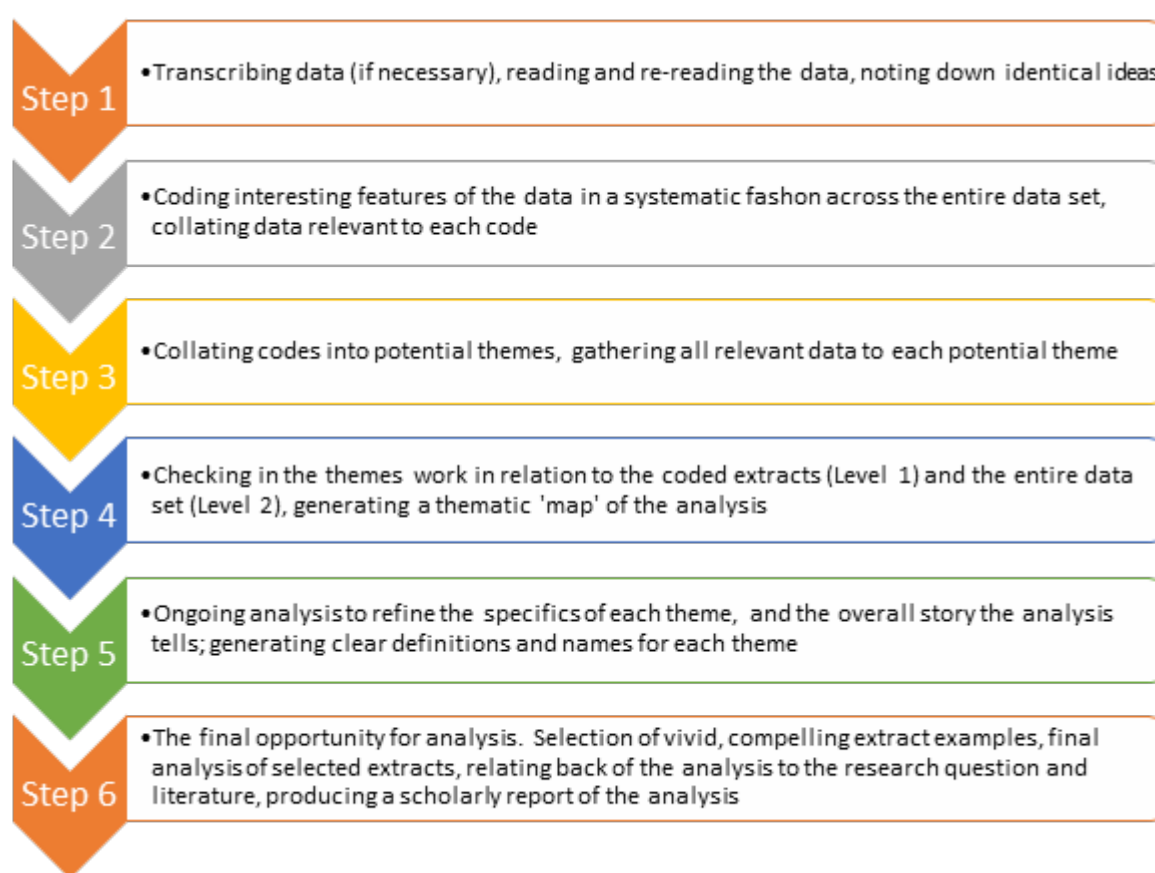 Step 1
•Transcribing data (if necessary), reading and re-reading the data, noting down identical ideas
Step 2
•Coding interesting features of the data in a systematic fashon across the entire data set,
collating data relevant to each code
Step 3
•Collating codes into potential themes, gathering all relevant data to each potential theme
Step 4
•Checking in the themes work in relation to the coded extracts (Level 1) and the entire data
set (Level 2), generating a thematic 'map' of the analysis
Step 5
•Ongoing analysis to refine the specifics of each theme, and the overall story the analysis
tells; generating clear definitions and names for each theme
Step 6
•The final opportunity for analysis. Selection of vivid, compelling extract examples, final
analysis of selected extracts, relating back of the analysis to the research question and
literature, producing a scholarly report of the analysis